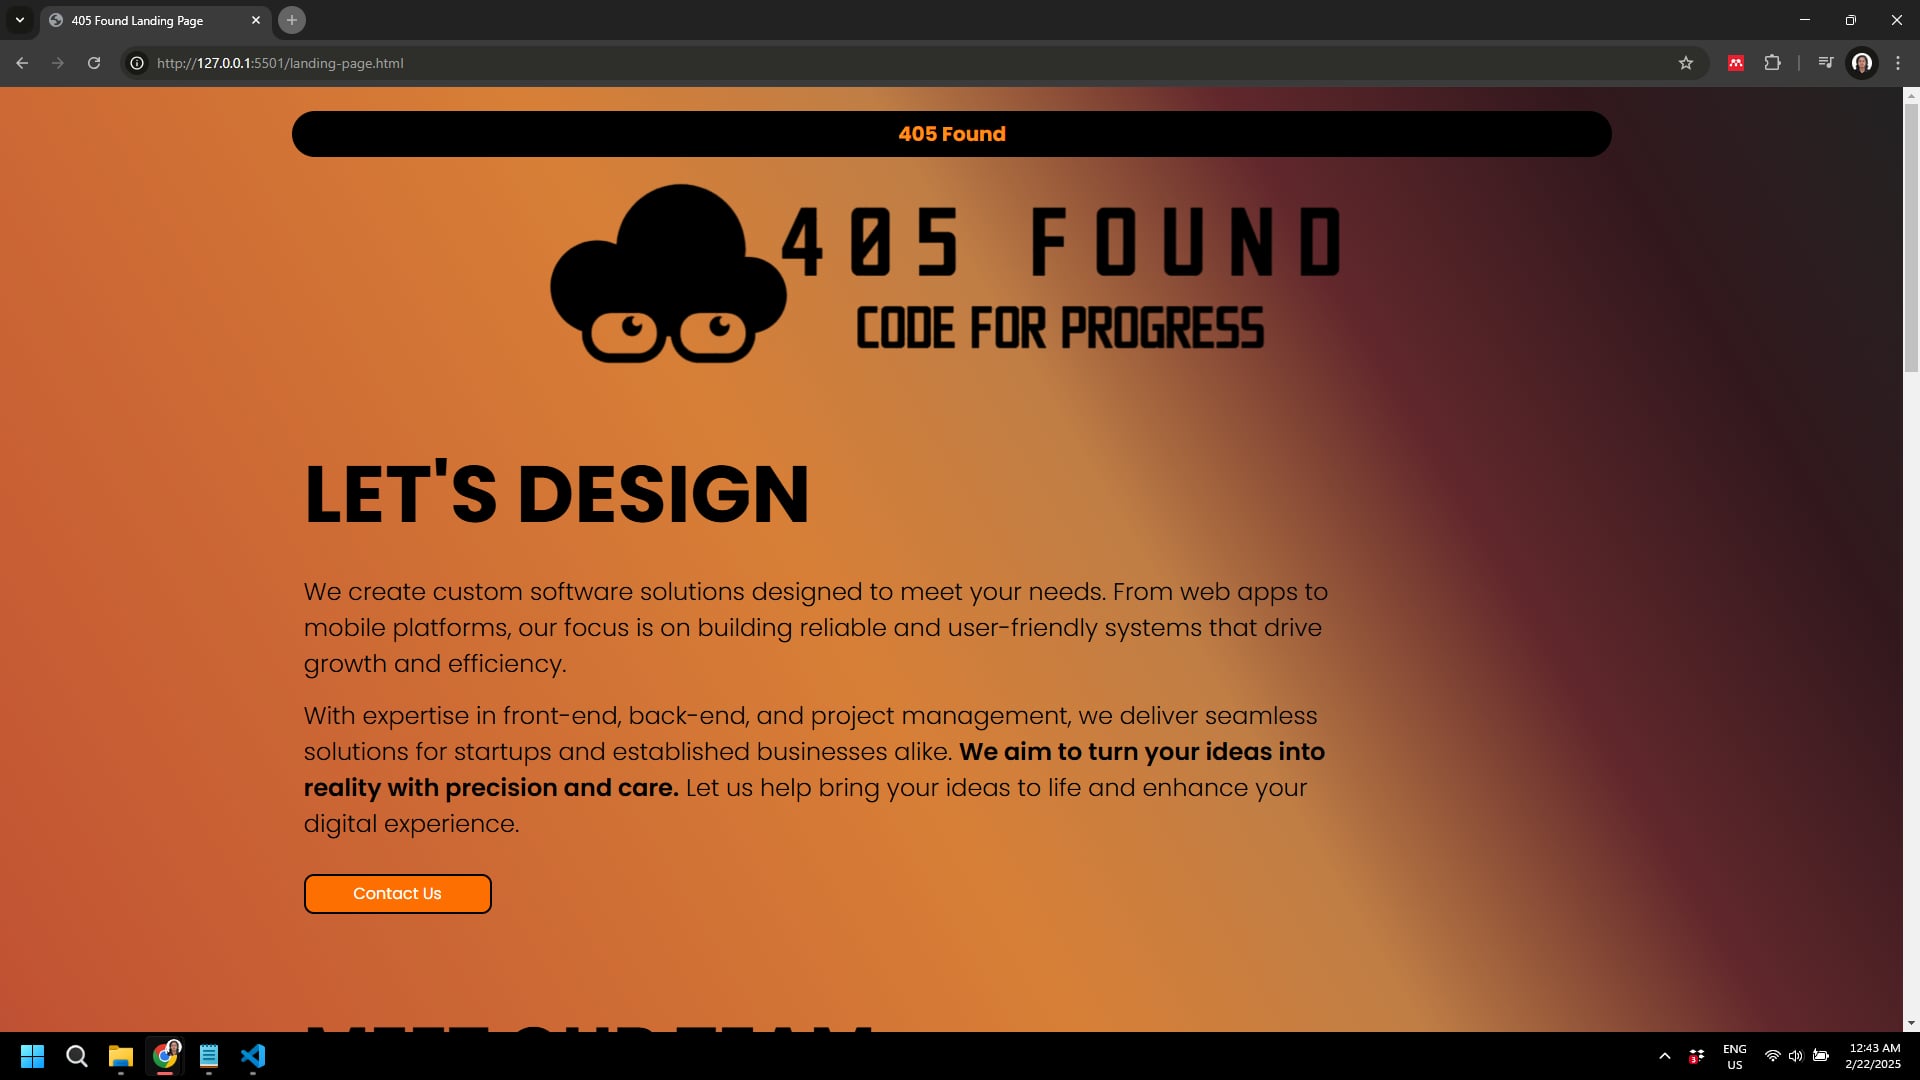 405 Found Landing Page
http://127.0.0.1:5501/landing-page.html
405 Found
405 FOUND
CODE FOR PROGRESS
LET'S DESIGN
We create custom software solutions designed to meet your needs. From web apps to
mobile platforms, our focus is on building reliable and user-friendly systems that drive
growth and efficiency.
With expertise in front-end, back-end, and project management, we deliver seamless
solutions for startups and established businesses alike. We aim to turn your ideas into
reality with precision and care. Let us help bring your ideas to life and enhance your
digital experience.
Contact Us
MEET OUR TEAM
3
ENG
US
12:43 AM
2/22/2025